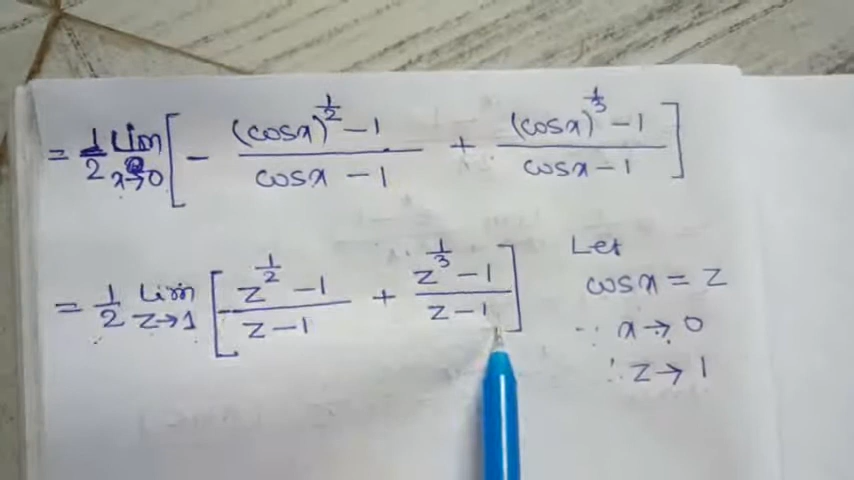 = 1/2 Lim x→0 [ - (cosx)^1/2 - 1 / cosx - 1 + (cosx)^1/3 - 1 / cosx - 1 ]
= 1/2 Lim z→1 [ z^1/2 - 1 / z - 1 + z^1/3 - 1 / z - 1 ]
Let
cosx = z
∵ x → 0
∴ z → 1